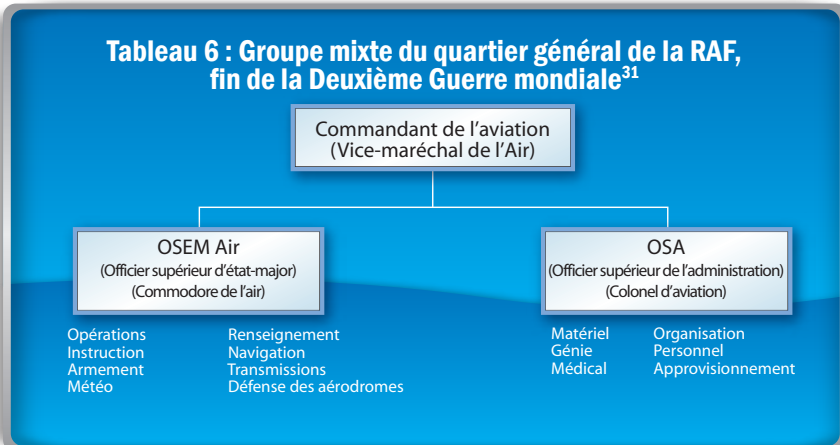 Tableau 6 : Groupe mixte du quartier général de la RAF,
fin de la Deuxième Guerre mondiale31
Commandant de l'aviation
(Vice-maréchal de l'Air)
OSEM Air
(Officier supérieur d'état-major)
(Commodore de l'air)
Opérations
Instruction
Armement
Météo
Renseignement
Navigation
Transmissions
Défense des aérodromes
OSA
(Officier supérieur de l'administration)
(Colonel d'aviation)
Matériel
Génie
Médical
Organisation
Personnel
Approvisionnement